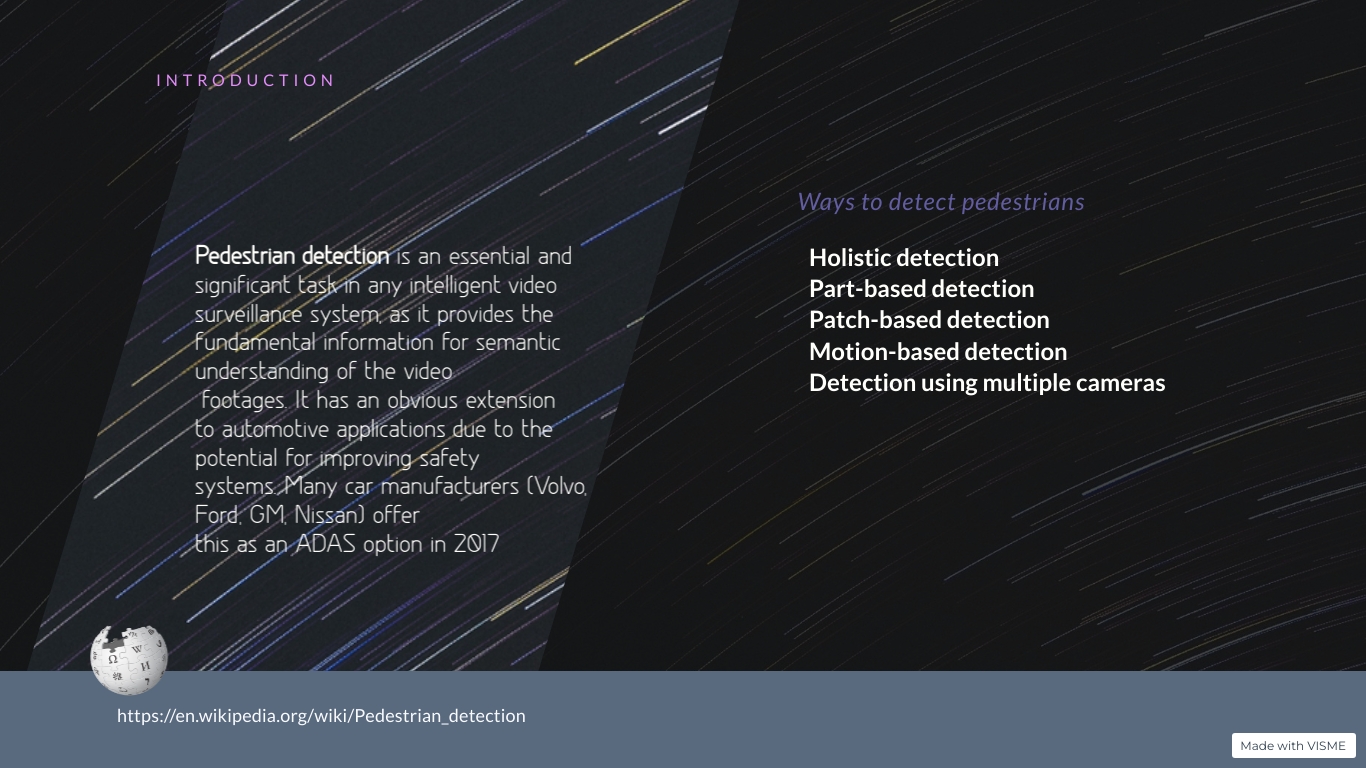 INTRODUCTION
Pedestrian detection is an essential and
significant task in any intelligent video
surveillance system, as it provides the
fundamental information for semantic
understanding of the video
footages. It has an obvious extension
to automotive applications due to the
potential for improving safety
systems. Many car manufacturers (Volvo,
Ford, GM, Nissan) offer
this as an ADAS option in 2017
Ways to detect pedestrians
Holistic detection
Part-based detection
Patch-based detection
Motion-based detection
Detection using multiple cameras
Ω W И
https://en.wikipedia.org/wiki/Pedestrian_detection
Made with VISME